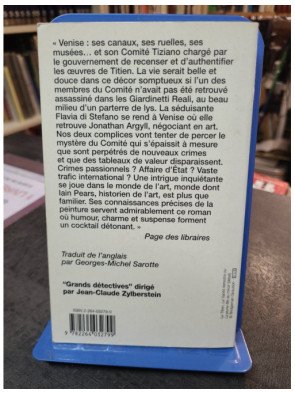 « Venise : ses canaux, ses ruelles, ses
musées... et son Comité Tiziano chargé par
le gouvernement de recenser et d'authentifier
les œuvres de Titien. La vie serait belle et
douce dans ce décor somptueux si l'un des
membres du Comité n'avait pas été retrouvé
assassiné dans les Giardinetti Reali, au beau
milieu d'un parterre de lys. La séduisante
Flavia di Stefano se rend à Venise où elle
retrouve Jonathan Argyll, négociant en art.
Nos deux complices vont tenter de percer le
mystère du Comité qui s'épaissit à mesure
que sont perpétrés de nouveaux crimes
et que des tableaux de valeur disparaissent.
Crimes passionnels ? Affaire d'État ? Vaste
trafic international ? Une intrigue inquiétante
se joue dans le monde de l'art, monde dont
Iain Pears, historien de l'art, est plus que
familier. Ses connaissances précises de la
peinture servent admirablement ce roman
où humour, charme et suspense forment
un cocktail détonant. »
Page des libraires
Traduit de l'anglais
par Georges-Michel Sarotte
"Grands détectives" dirigé
par Jean-Claude Zylberstein
9 782264 032799